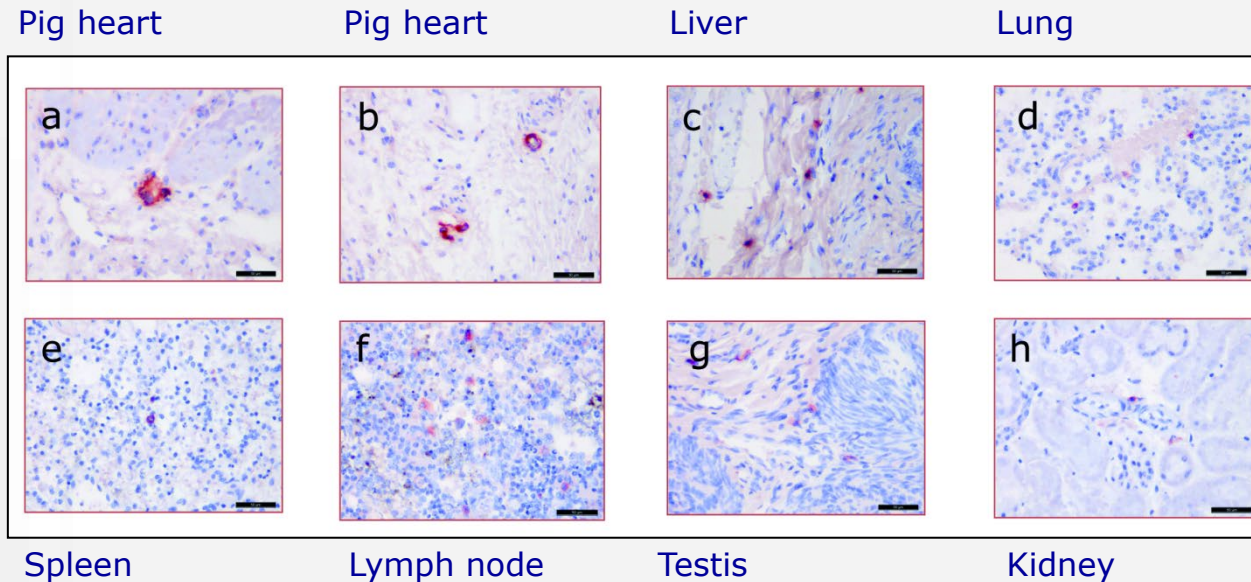 Pig heart Pig heart Liver Lung
a b c d
e f g h
Spleen Lymph node Testis Kidney